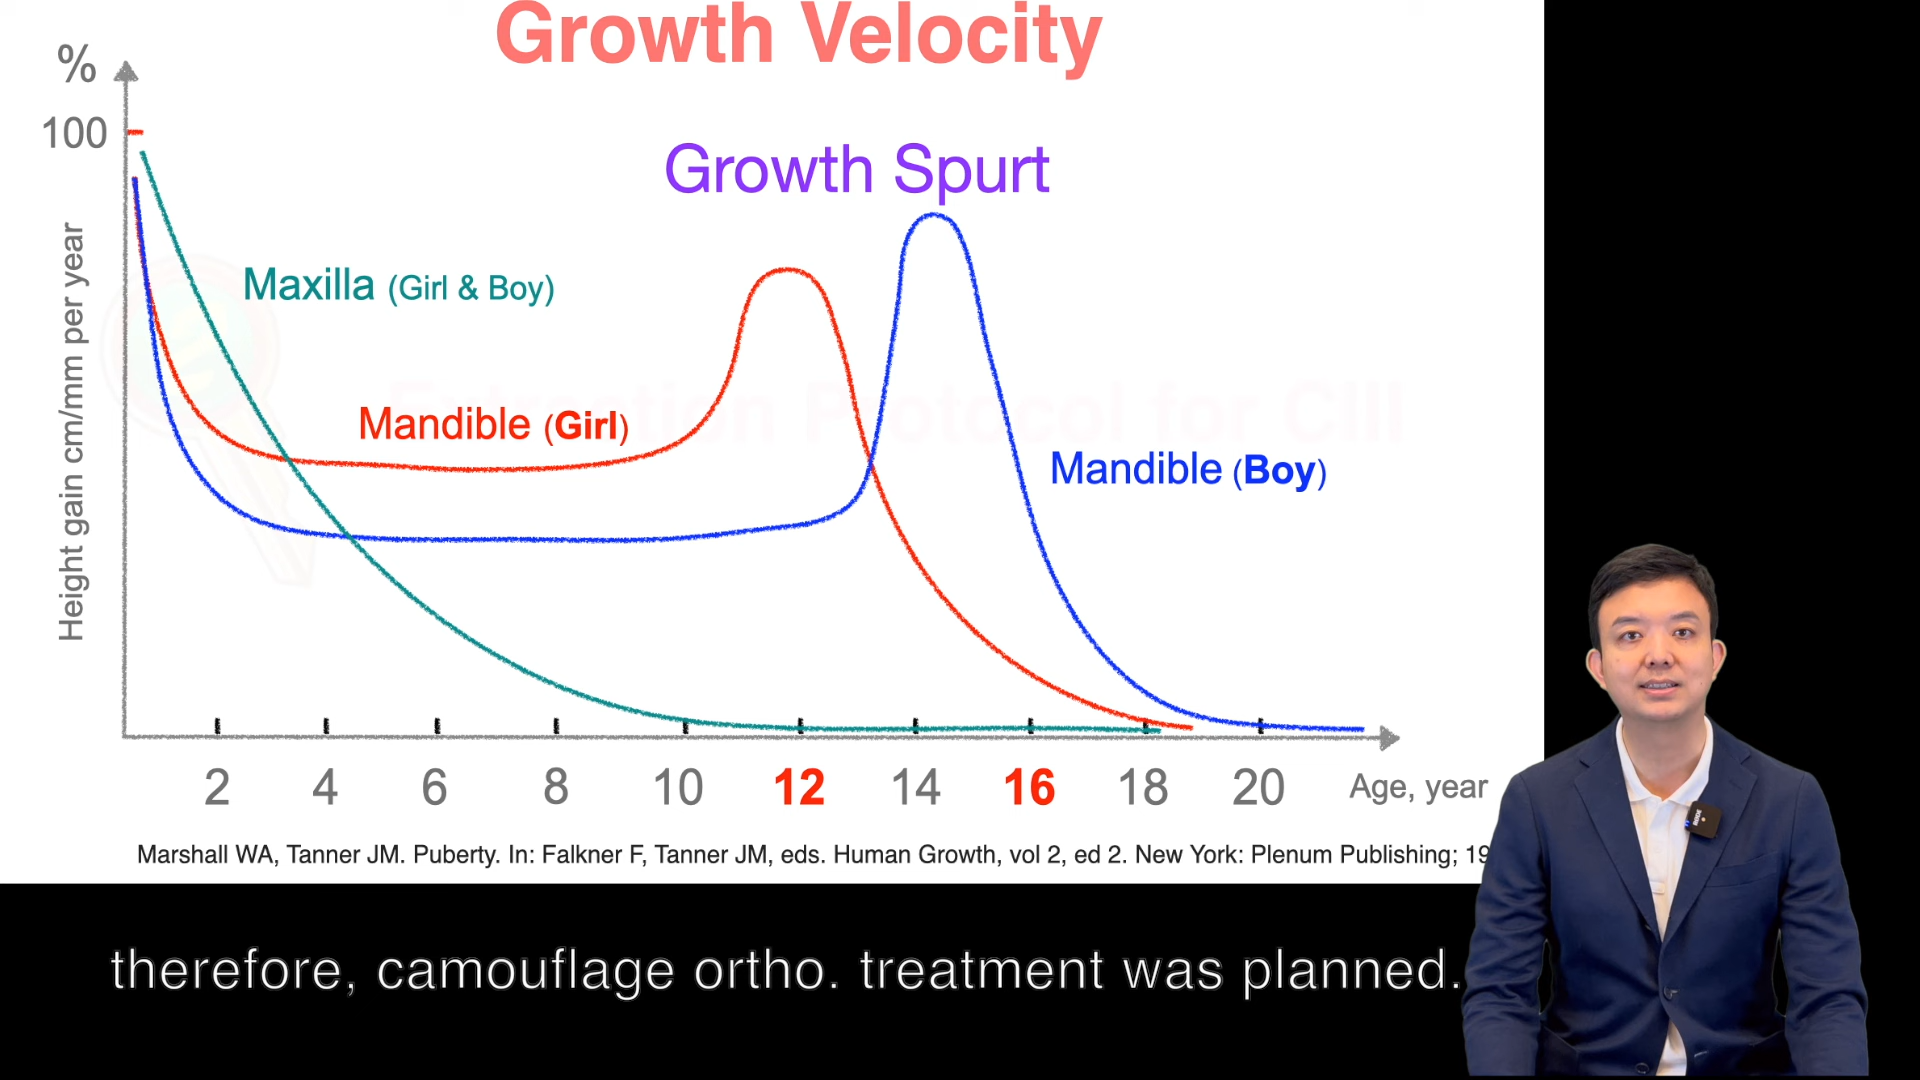 Growth Velocity
%
100
Growth Spurt
Maxilla (Girl & Boy)
Height gain cm/mm per year
Mandible (Girl)
Mandible (Boy)
2 4 6 8 10 12 14 16 18 20 Age, year
Marshall WA, Tanner JM. Puberty. In: Falkner F, Tanner JM, eds. Human Growth, vol 2, ed 2. New York: Plenum Publishing; 19
therefore, camouflage ortho. treatment was planned.